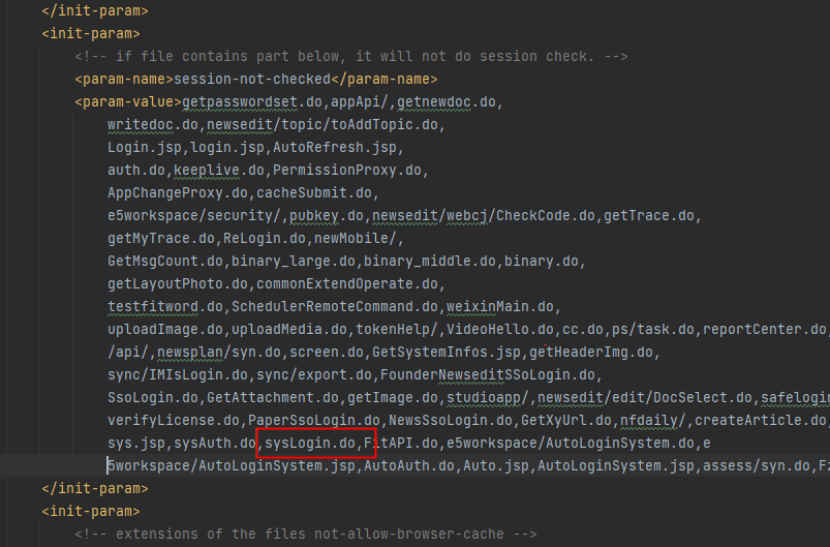 </init-param>
<init-param>
<!-- if file contains part below, it will not do session check. -->
<param-name>session-not-checked</param-name>
<param-value>getpasswordset.do,appApi/,getnewdoc.do,
writedoc.do,newsedit/topic/toAddTopic.do,
Login.jsp,login.jsp,AutoRefresh.jsp,
auth.do,keeplive.do,PermissionProxy.do,
AppChangeProxy.do,cacheSubmit.do,
e5workspace/security/,pubkey.do,newsedit/webcj/CheckCode.do,getTrace.do,
getMyTrace.do,ReLogin.do,newMobile/,
GetMsgCount.do,binary_large.do,binary_middle.do,binary.do,
getLayoutPhoto.do,commonExtendOperate.do,
testfitword.do,SchedulerRemoteCommand.do,weixinMain.do,
uploadImage.do,uploadMedia.do,tokenHelp/,VideoHello.do,cc.do,ps/task.do,reportCenter.do,
/api/,newsplan/syn.do,screen.do,GetSystemInfos.jsp,getHeaderImg.do,
sync/IMIsLogin.do,sync/export.do,FounderNewseditSSoLogin.do,
SsoLogin.do,GetAttachment.do,getImage.do,studioapp/,newsedit/edit/DocSelect.do,safelogin
verifyLicense.do,PaperSsoLogin.do,NewsSsoLogin.do,GetXyUrl.do,nfdaily/,createArticle.do
sys.jsp,sysAuth.do,sysLogin.do,FitAPI.do,e5workspace/AutoLoginSystem.do,e
5workspace/AutoLoginSystem.jsp,AutoAuth.do,Auto.jsp,AutoLoginSystem.jsp,assess/syn.do,Fz
</init-param>
<init-param>
<!-- extensions of the files not-allow-browser-cache -->